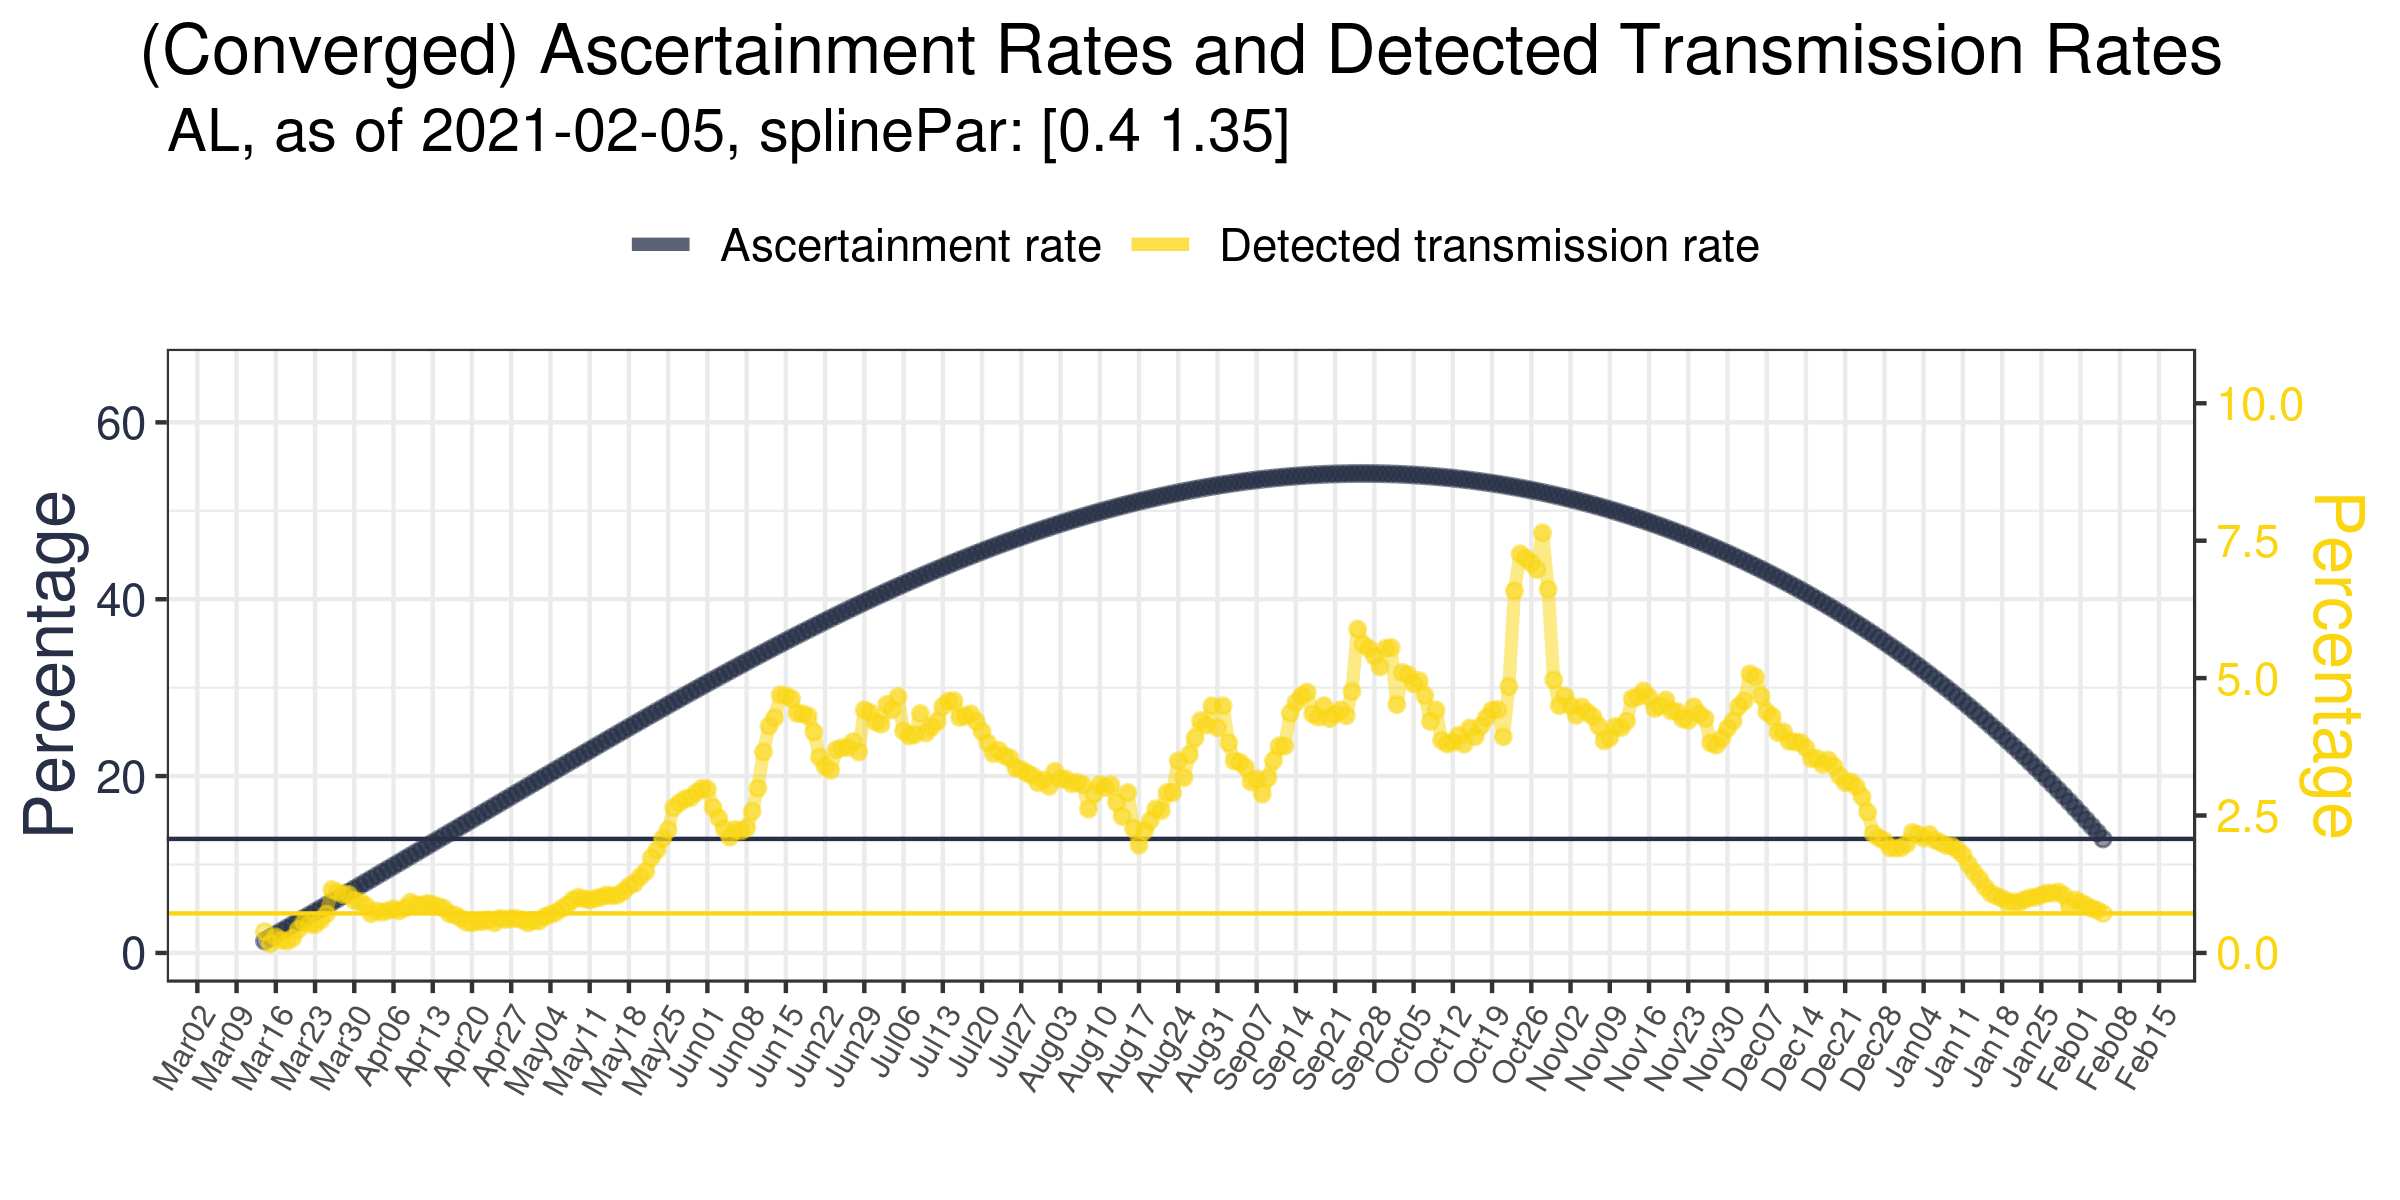 (Converged) Ascertainment Rates and Detected Transmission Rates
AL, as of 2021-02-05, splinePar: [0.4 1.35]
Ascertainment rate
Detected transmission rate
Percentage
60
40
20
0
10.0
7.5
5.0
2.5
0.0
Percentage
Mar02
Mar09
Mar16
Mar23
Mar30
Apr06
Apr13
Apr20
Apr27
May04
May11
May18
May25
Jun01
Jun08
Jun15
Jun22
Jun29
Jul06
Jul13
Jul20
Jul27
Aug03
Aug10
Aug17
Aug24
Aug31
Sep07
Sep14
Sep21
Sep28
Oct05
Oct12
Oct19
Oct26
Nov02
Nov09
Nov16
Nov23
Nov30
Dec07
Dec14
Dec21
Dec28
Jan04
Jan11
Jan18
Jan25
Feb01
Feb08
Feb15